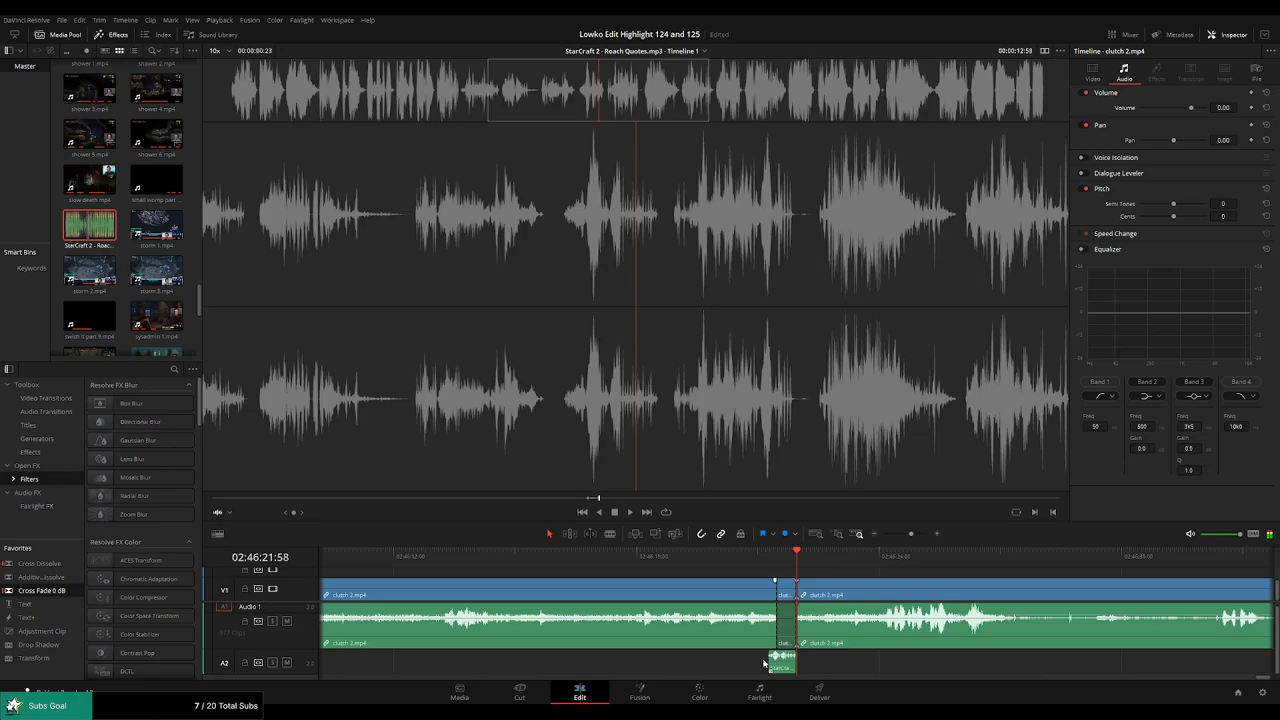 DaVinci Resolve File Edit Trim Timeline Clip Mark View Playback Fusion Color Fairlight Workspace Help
Media Pool Effects Index Sound Library
Lowko Edit Highlight 124 and 125 Edited
Mixer Metadata Inspector
10x 00:00:00:23
StarCraft 2 - Roach Quotes.mp3 - Timeline 1
00:00:12:58
Timeline - clutch 2.mp4
Master
shower 1.mp4 shower 2.mp4
shower 3.mp4 shower 4.mp4
shower 5.mp4 shower 6.mp4
slow death.mp4 small wimp part ...
StarCraft 2 - Roac... storm 1.mp4
storm 2.mp4 storm 3.mp4
swish it part 9.mp4 sysadmin 1.mp4
Smart Bins
Keywords
Video Audio Effects Transition Image File
Volume
Volume 0.00
Pan
Pan 0.00
Voice Isolation
Dialogue Leveler
Pitch
Semi Tones 0
Cents 0
Speed Change
Equalizer
+24 +24
-24 -24
Band 1 Band 2 Band 3 Band 4
Freq Freq Freq Freq
50 500 3k5 10k0
Gain Gain
0.0 0.0
Q
1.0
Toolbox
Video Transitions
Audio Transitions
Titles
Generators
Effects
Open FX
Filters
Audio FX
Fairlight FX
Favorites
Cross Dissolve
Additiv...issolve
Cross Fade 0 dB
Text
Text+
Adjustment Clip
Drop Shadow
Transform
Resolve FX Blur
Box Blur
Directional Blur
Gaussian Blur
Lens Blur
Mosaic Blur
Radial Blur
Zoom Blur
Resolve FX Color
ACES Transform
Chromatic Adaptation
Color Compressor
Color Space Transform
Color Stabilizer
Contrast Pop
DCTL
DIM
02:46:21:58
02:46:12:00 02:46:18:00 02:46:24:00 02:46:30:00
V1 clutch 2.mp4 clut... clutch 2.mp4
A1 Audio 1 2.0
clutch 2.mp4 clut... clutch 2.mp4
S M
A2 S M 2.0
StarCra...
Media Cut Edit Fusion Color Fairlight Deliver
Subs Goal 7 / 20 Total Subs